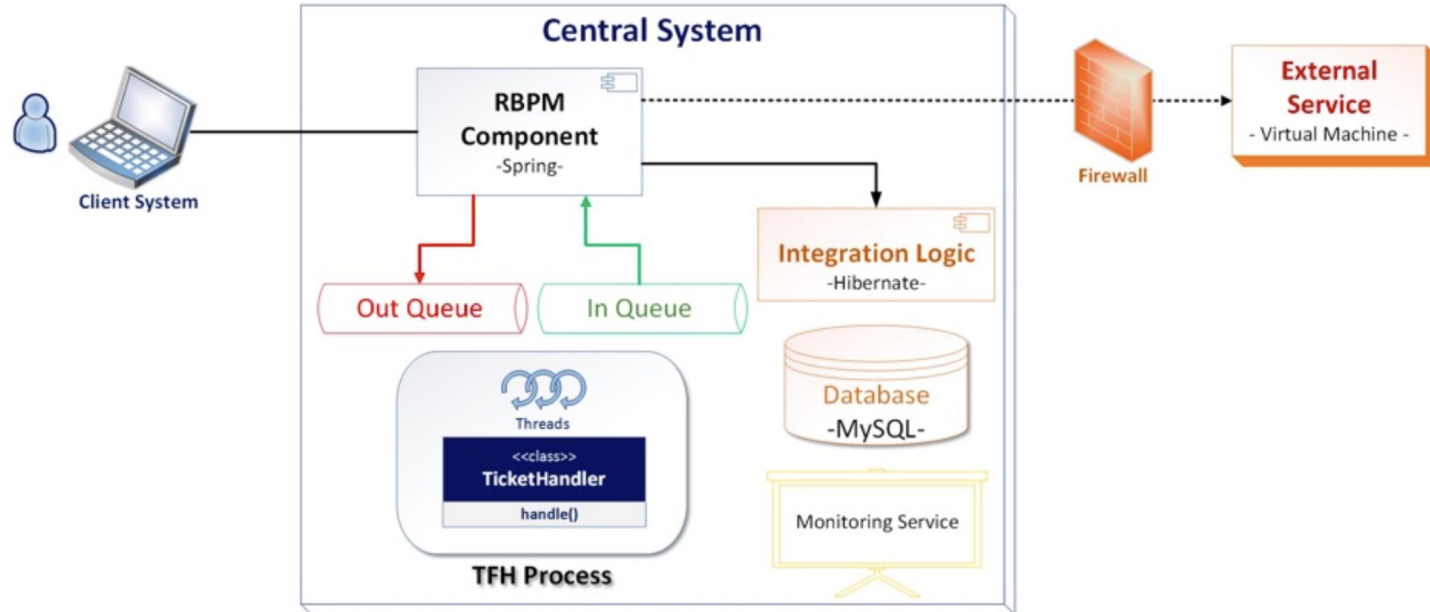 Central System
RBPM
Component
-Spring-
External
Service
- Virtual Machine -
Firewall
Client System
Integration Logic
-Hibernate-
Out Queue
In Queue
Database
-MySQL-
Threads
<<class>>
TicketHandler
handle()
Monitoring Service
TFH Process